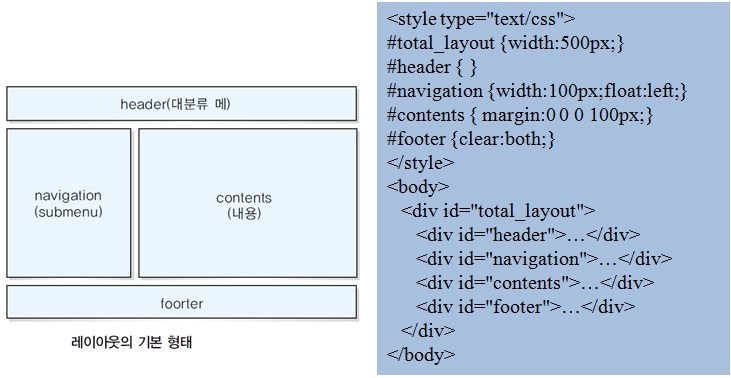 header(대분류 메)
navigation
(submenu)
contents
(내용)
foorter
레이아웃의 기본 형태
<style type="text/css">
#total_layout {width:500px;}
#header { }
#navigation {width:100px;float:left;}
#contents { margin:0 0 0 100px;}
#footer {clear:both;}
</style>
<body>
<div id="total_layout">
<div id="header">…</div>
<div id="navigation">…</div>
<div id="contents">…</div>
<div id="footer">…</div>
</div>
</body>